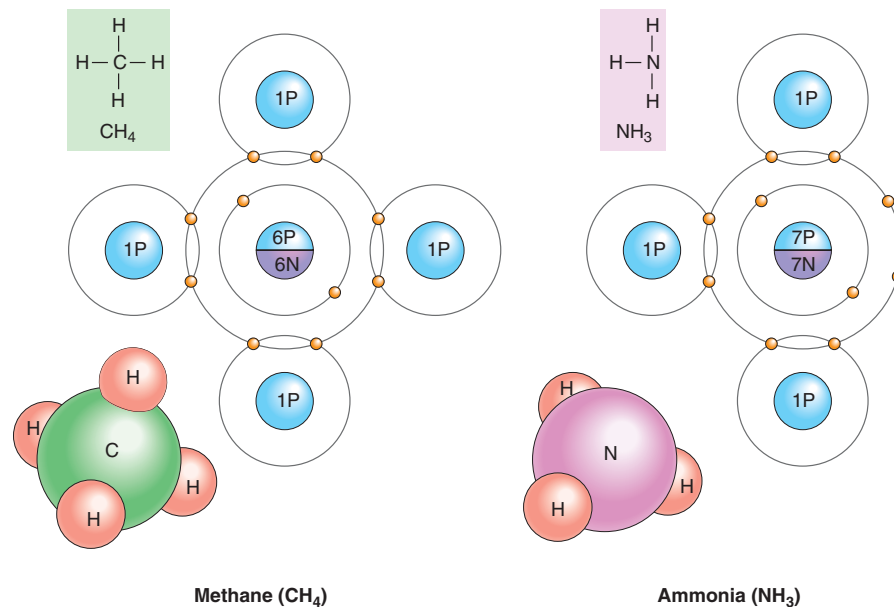 H
H – C – H
H
CH4
1P
1P
6P
6N
1P
1P
H
H
C
H
H
Methane (CH4)
H
H – N
H
NH3
1P
1P
7P
7N
1P
H
N
H
H
Ammonia (NH3)